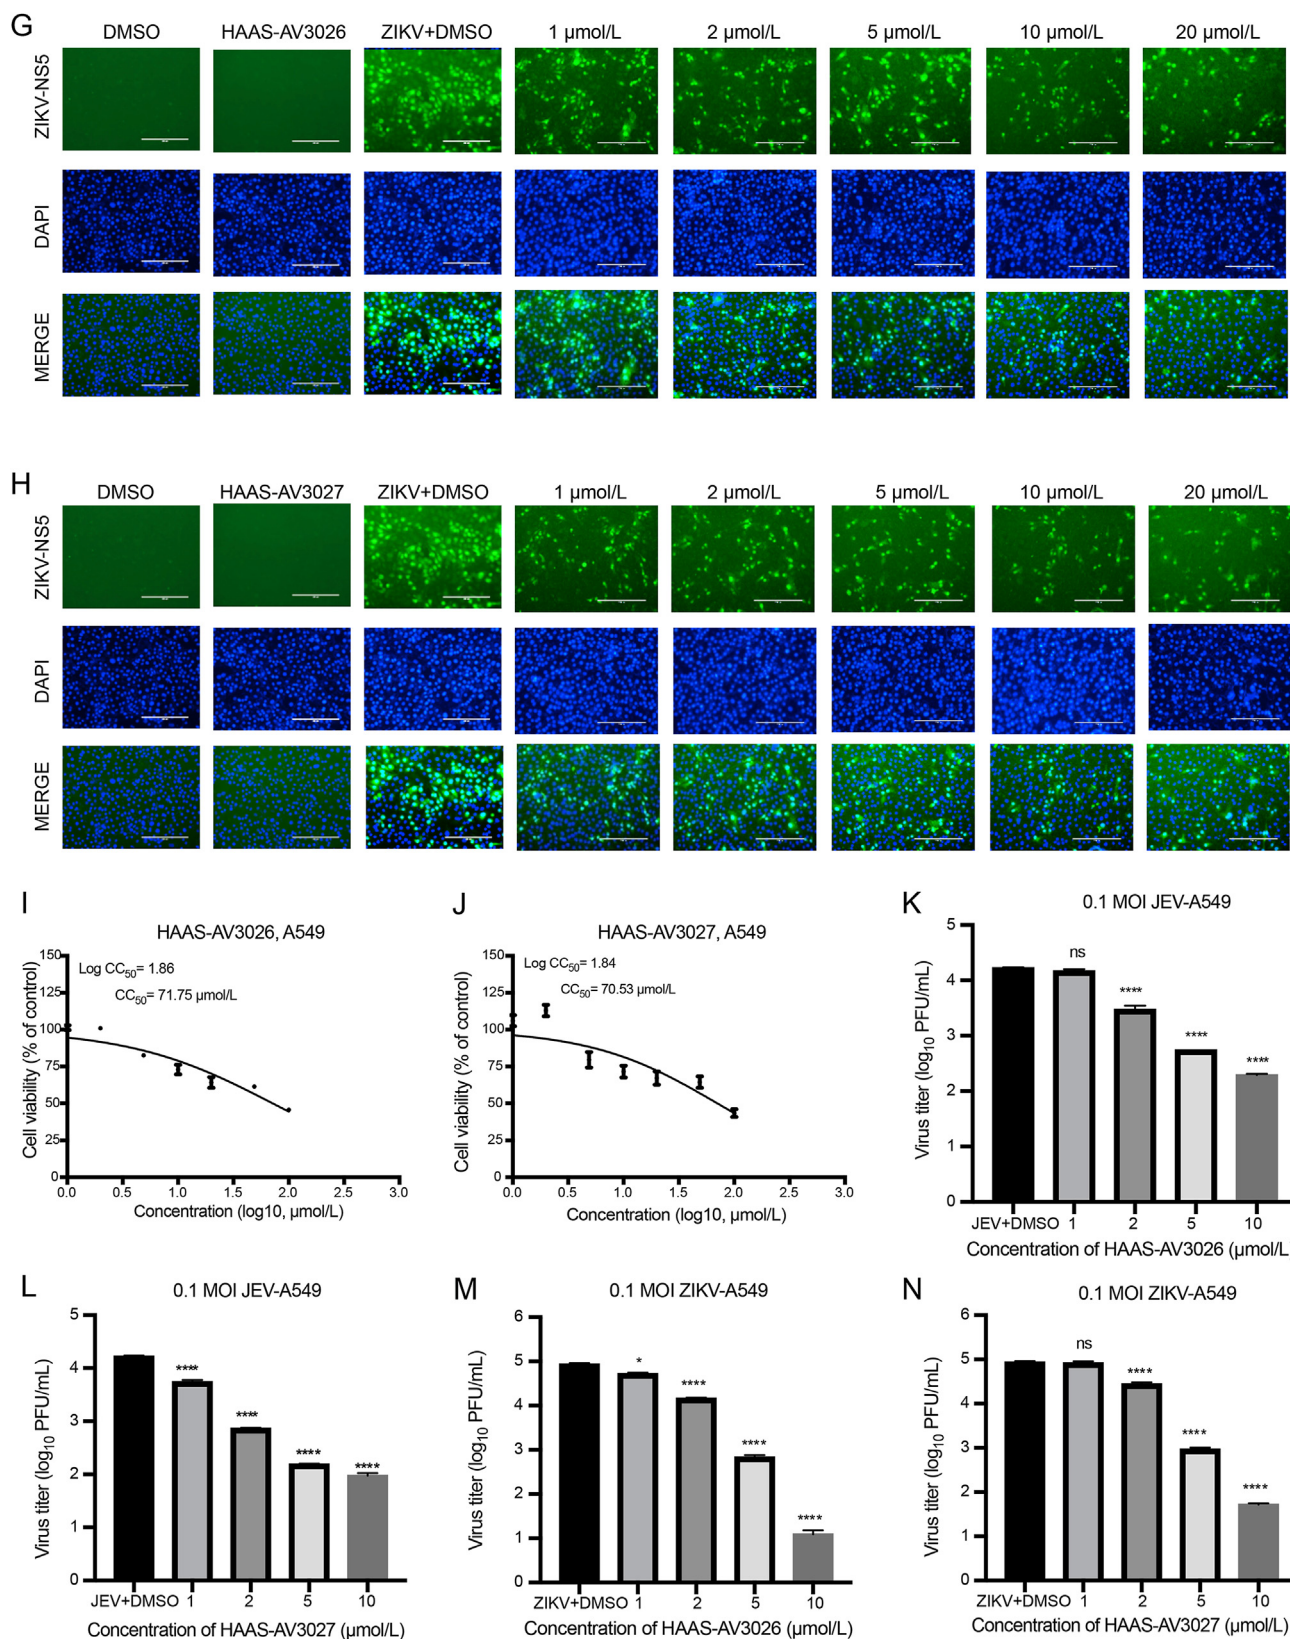 G
DMSO HAAS-AV3026 ZIKV+DMSO 1 µmol/L 2 µmol/L 5 µmol/L 10 µmol/L 20 µmol/L
ZIKV-NS5
DAPI
MERGE
H
DMSO HAAS-AV3027 ZIKV+DMSO 1 µmol/L 2 µmol/L 5 µmol/L 10 µmol/L 20 µmol/L
ZIKV-NS5
DAPI
MERGE
I
HAAS-AV3026, A549
Log CC50= 1.86
CC50= 71.75 µmol/L
Cell viability (% of control)
150
125
100
75
50
25
0
0.0 0.5 1.0 1.5 2.0 2.5 3.0
Concentration (log10, µmol/L)
J
HAAS-AV3027, A549
Log CC50= 1.84
CC50= 70.53 µmol/L
Cell viability (% of control)
150
125
100
75
50
25
0
0.0 0.5 1.0 1.5 2.0 2.5 3.0
Concentration (log10, µmol/L)
K
0.1 MOI JEV-A549
Virus titer (log10 PFU/mL)
5
4
3
2
1
0
ns
****
****
****
JEV+DMSO 1 2 5 10
Concentration of HAAS-AV3026 (µmol/L)
L
0.1 MOI JEV-A549
Virus titer (log10 PFU/mL)
5
4
3
2
1
0
****
****
****
****
JEV+DMSO 1 2 5 10
Concentration of HAAS-AV3027 (µmol/L)
M
0.1 MOI ZIKV-A549
Virus titer (log10 PFU/mL)
6
5
4
3
2
1
0
*
****
****
****
ZIKV+DMSO 1 2 5 10
Concentration of HAAS-AV3026 (µmol/L)
N
0.1 MOI ZIKV-A549
Virus titer (log10 PFU/mL)
6
5
4
3
2
1
0
ns
****
****
****
ZIKV+DMSO 1 2 5 10
Concentration of HAAS-AV3027 (µmol/L)